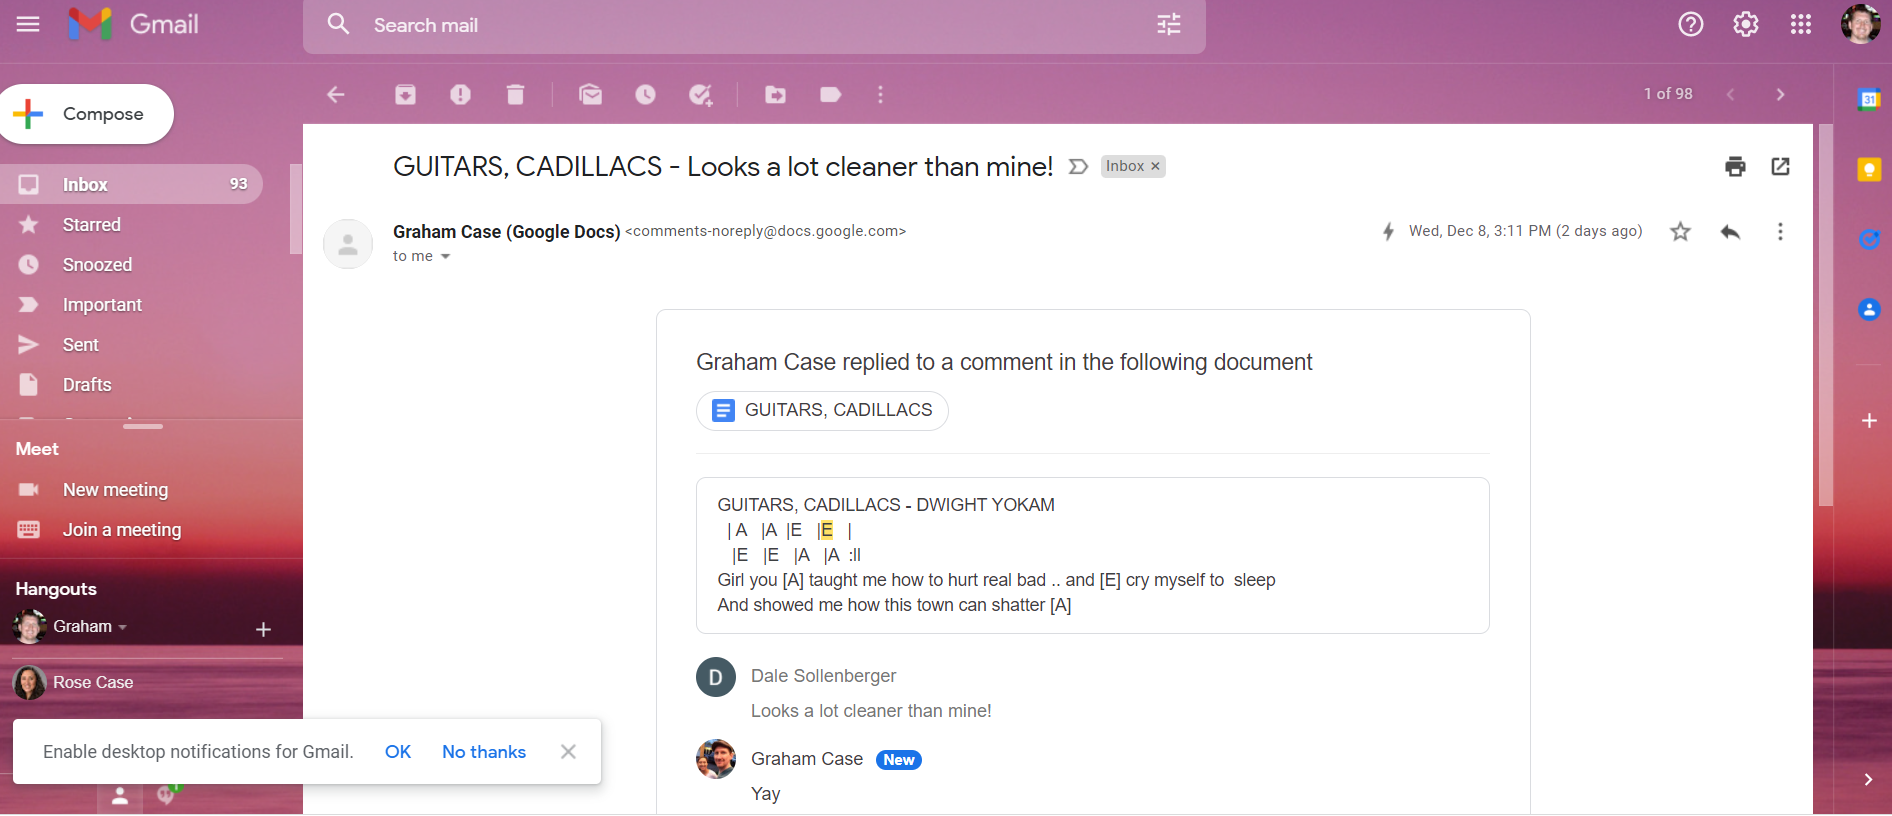 Gmail
Search mail
Compose
1 of 98
31
Inbox 93
Starred
Snoozed
Important
Sent
Drafts
Meet
New meeting
Join a meeting
Hangouts
Graham
Rose Case
GUITARS, CADILLACS - Looks a lot cleaner than mine! Inbox ×
Graham Case (Google Docs) <comments-noreply@docs.google.com>
Wed, Dec 8, 3:11 PM (2 days ago)
to me
Graham Case replied to a comment in the following document
GUITARS, CADILLACS
GUITARS, CADILLACS - DWIGHT YOKAM
| A |A |E |E |
|E |E |A |A :ll
Girl you [A] taught me how to hurt real bad .. and [E] cry myself to sleep
And showed me how this town can shatter [A]
D
Dale Sollenberger
Looks a lot cleaner than mine!
Graham Case New
Yay
Enable desktop notifications for Gmail. OK No thanks
1